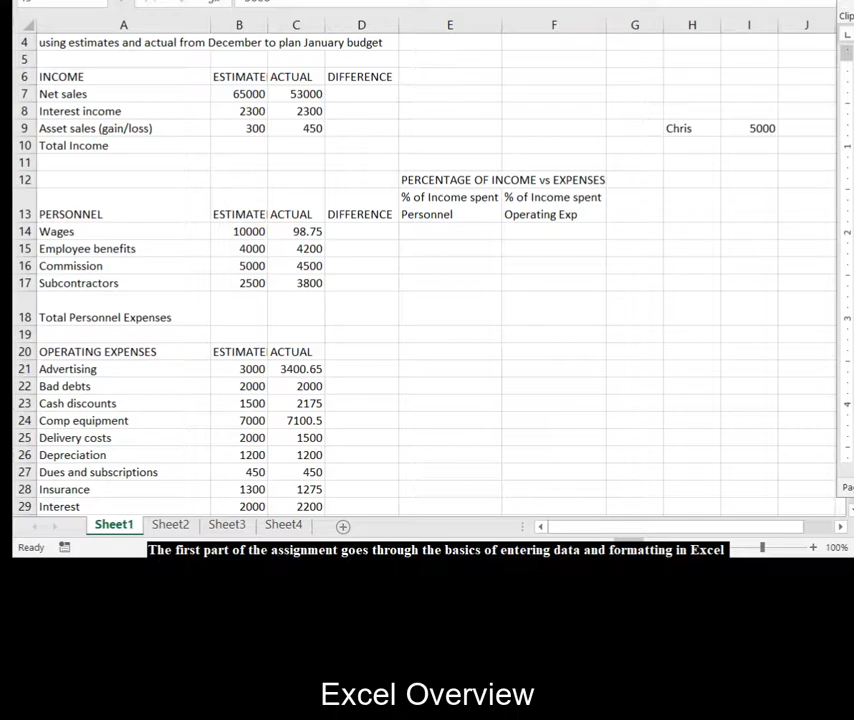 A B C D E F G H I J
4 using estimates and actual from December to plan January budget
5
6 INCOME ESTIMATE ACTUAL DIFFERENCE
7 Net sales 65000 53000
8 Interest income 2300 2300
9 Asset sales (gain/loss) 300 450 Chris 5000
10 Total Income
11
12 PERCENTAGE OF INCOME vs EXPENSES
% of Income spent % of Income spent
13 PERSONNEL ESTIMATE ACTUAL DIFFERENCE Personnel Operating Exp
14 Wages 10000 98.75
15 Employee benefits 4000 4200
16 Commission 5000 4500
17 Subcontractors 2500 3800
18 Total Personnel Expenses
19
20 OPERATING EXPENSES ESTIMATE ACTUAL
21 Advertising 3000 3400.65
22 Bad debts 2000 2000
23 Cash discounts 1500 2175
24 Comp equipment 7000 7100.5
25 Delivery costs 2000 1500
26 Depreciation 1200 1200
27 Dues and subscriptions 450 450
28 Insurance 1300 1275
29 Interest 2000 2200
Sheet1 Sheet2 Sheet3 Sheet4
Ready 100%
The first part of the assignment goes through the basics of entering data and formatting in Excel
Excel Overview
Clip
1
2
3
4
Pa